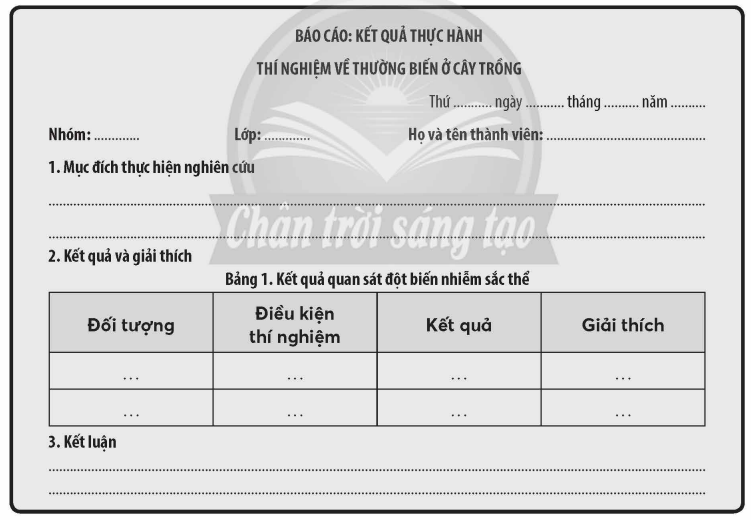 BÁO CÁO: KẾT QUẢ THỰC HÀNH
THÍ NGHIỆM VỀ THƯỜNG BIẾN Ở CÂY TRỒNG
Thứ ........... ngày ........... tháng .......... năm ..........
Nhóm: ............. Lớp: ............. Họ và tên thành viên: .............................................
1. Mục đích thực hiện nghiên cứu
Chân trời sáng tạo
2. Kết quả và giải thích
Bảng 1. Kết quả quan sát đột biến nhiễm sắc thể
Đối tượng Điều kiện thí nghiệm Kết quả Giải thích
... ... ... ...
... ... ... ...
3. Kết luận